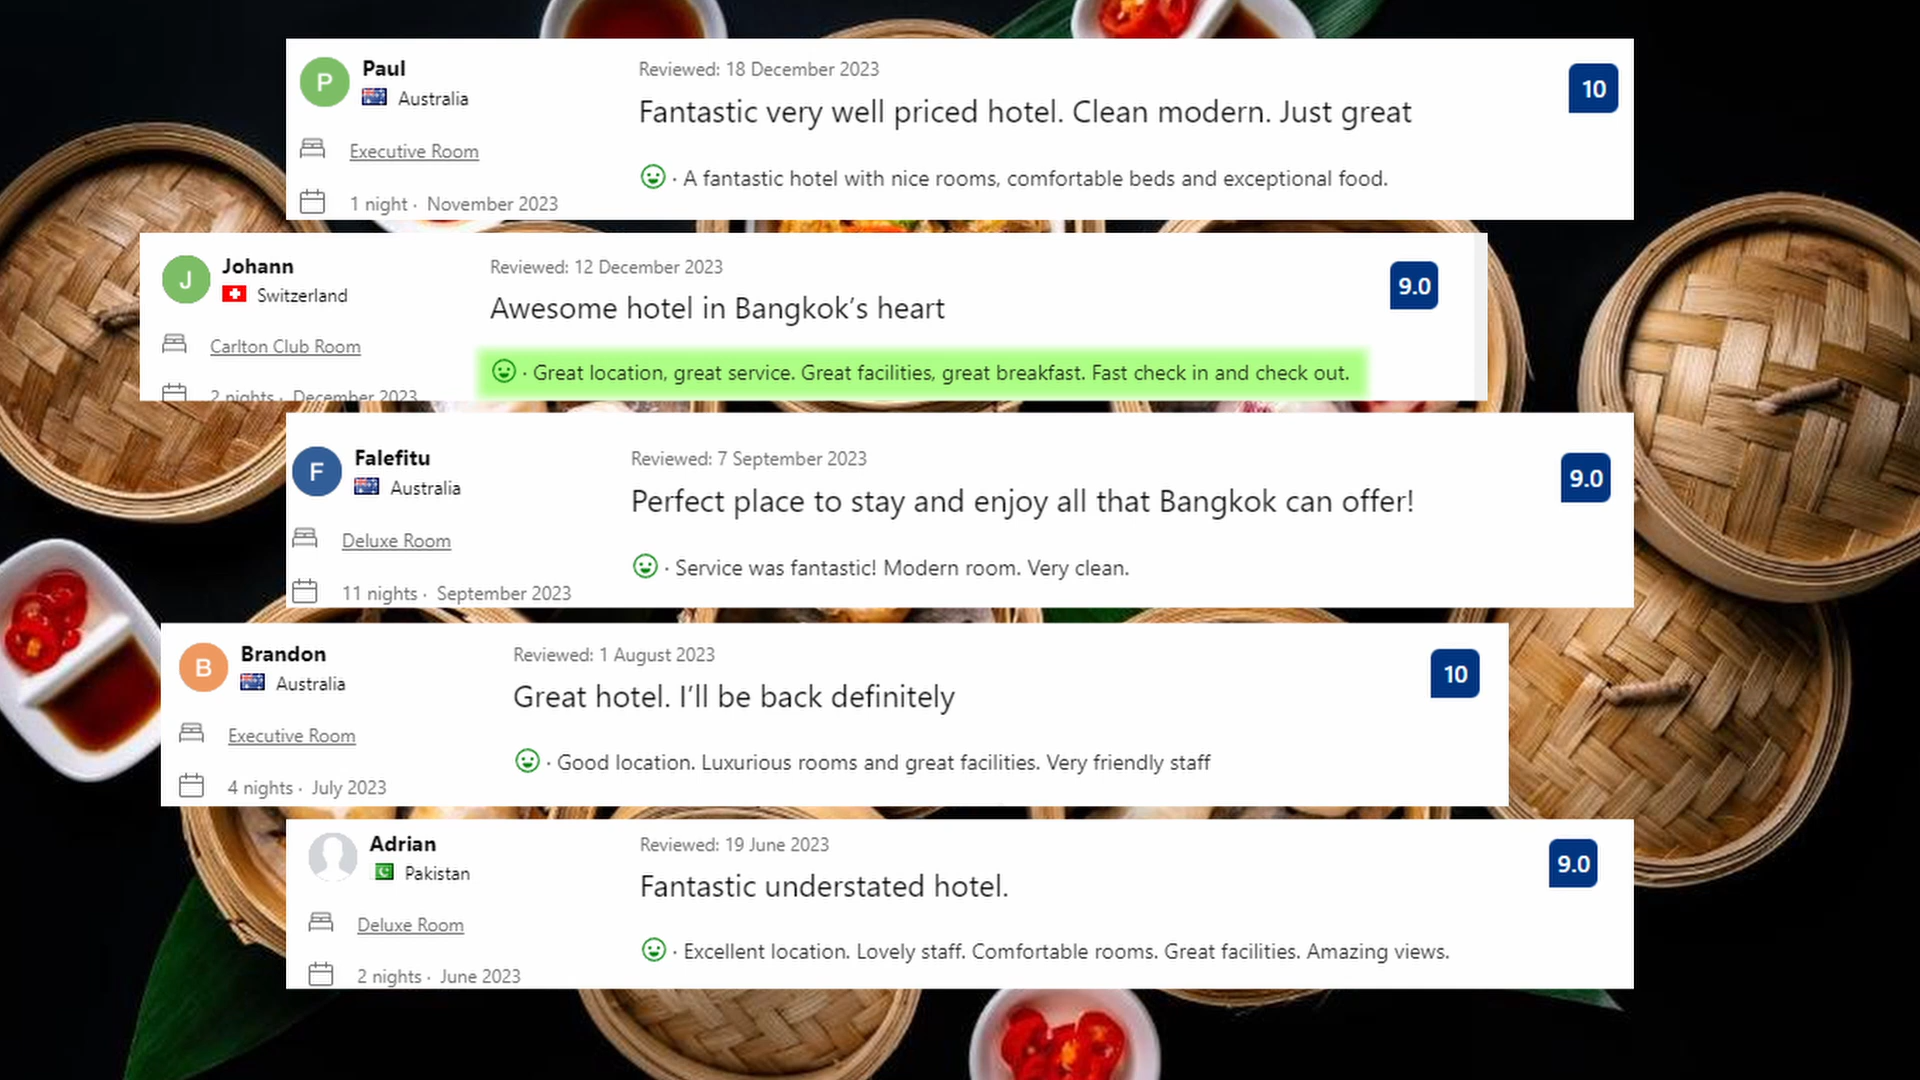 P
Paul
Australia
Executive Room
1 night · November 2023
Reviewed: 18 December 2023
Fantastic very well priced hotel. Clean modern. Just great
· A fantastic hotel with nice rooms, comfortable beds and exceptional food.
10
J
Johann
Switzerland
Carlton Club Room
2 nights · December 2023
Reviewed: 12 December 2023
Awesome hotel in Bangkok’s heart
· Great location, great service. Great facilities, great breakfast. Fast check in and check out.
9.0
F
Falefitu
Australia
Deluxe Room
11 nights · September 2023
Reviewed: 7 September 2023
Perfect place to stay and enjoy all that Bangkok can offer!
· Service was fantastic! Modern room. Very clean.
9.0
B
Brandon
Australia
Executive Room
4 nights · July 2023
Reviewed: 1 August 2023
Great hotel. I’ll be back definitely
· Good location. Luxurious rooms and great facilities. Very friendly staff
10
Adrian
Pakistan
Deluxe Room
2 nights · June 2023
Reviewed: 19 June 2023
Fantastic understated hotel.
· Excellent location. Lovely staff. Comfortable rooms. Great facilities. Amazing views.
9.0